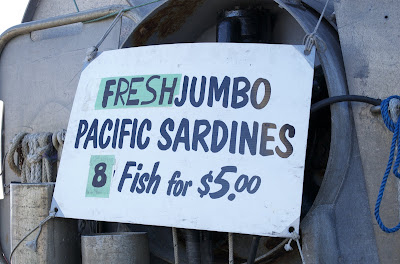 FRESH JUMBO
PACIFIC SARDINES
8 Fish for $5.00